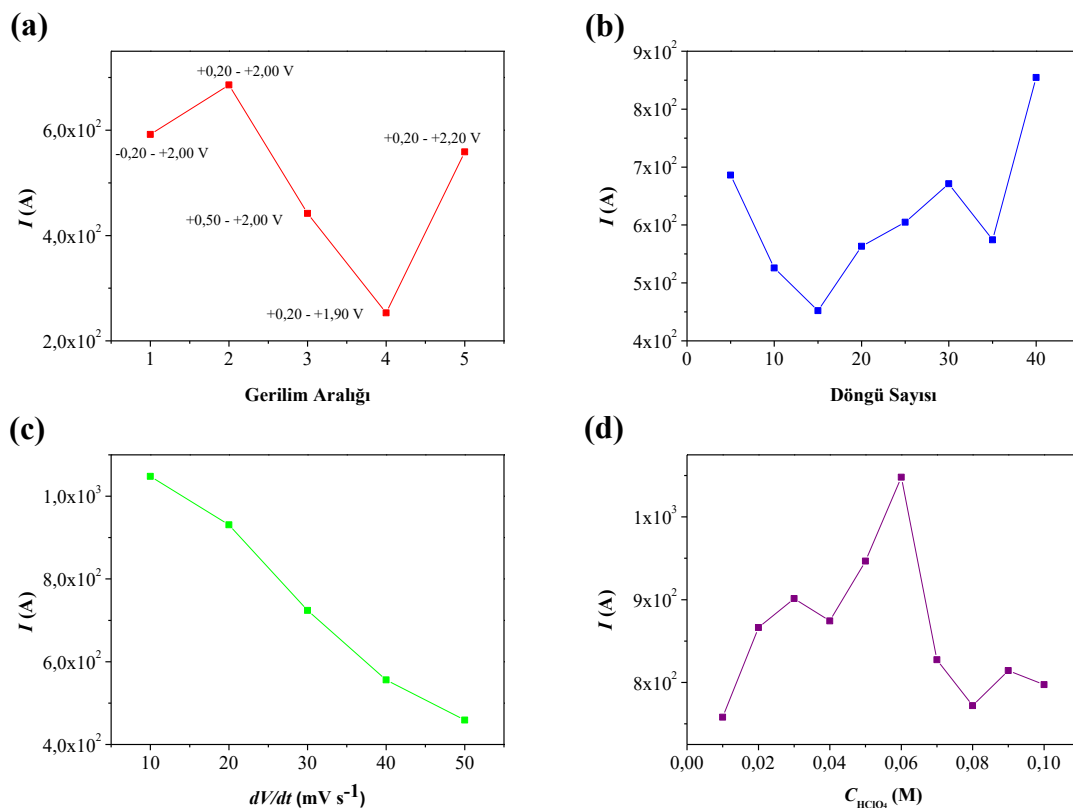 (a)
I (A)
6,0x10²
4,0x10²
2,0x10²
-0,20 - +2,00 V
+0,20 - +2,00 V
+0,50 - +2,00 V
+0,20 - +1,90 V
+0,20 - +2,20 V
1 2 3 4 5
Gerilim Aralığı
(b)
I (A)
9x10²
8x10²
7x10²
6x10²
5x10²
4x10²
0 10 20 30 40
Döngü Sayısı
(c)
I (A)
1,0x10³
8,0x10²
6,0x10²
4,0x10²
10 20 30 40 50
dV/dt (mV s⁻¹)
(d)
I (A)
1x10³
9x10²
8x10²
0,00 0,02 0,04 0,06 0,08 0,10
C_HClO₄ (M)